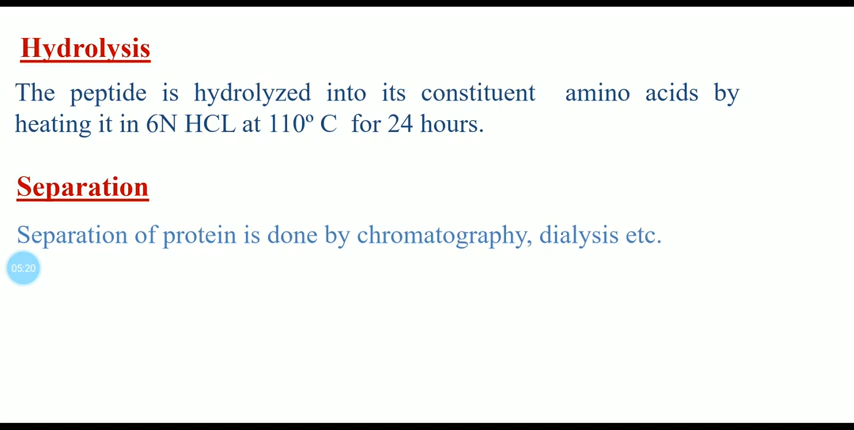 Hydrolysis
The peptide is hydrolyzed into its constituent amino acids by
heating it in 6N HCL at 110º C for 24 hours.
Separation
Separation of protein is done by chromatography, dialysis etc.
05:20